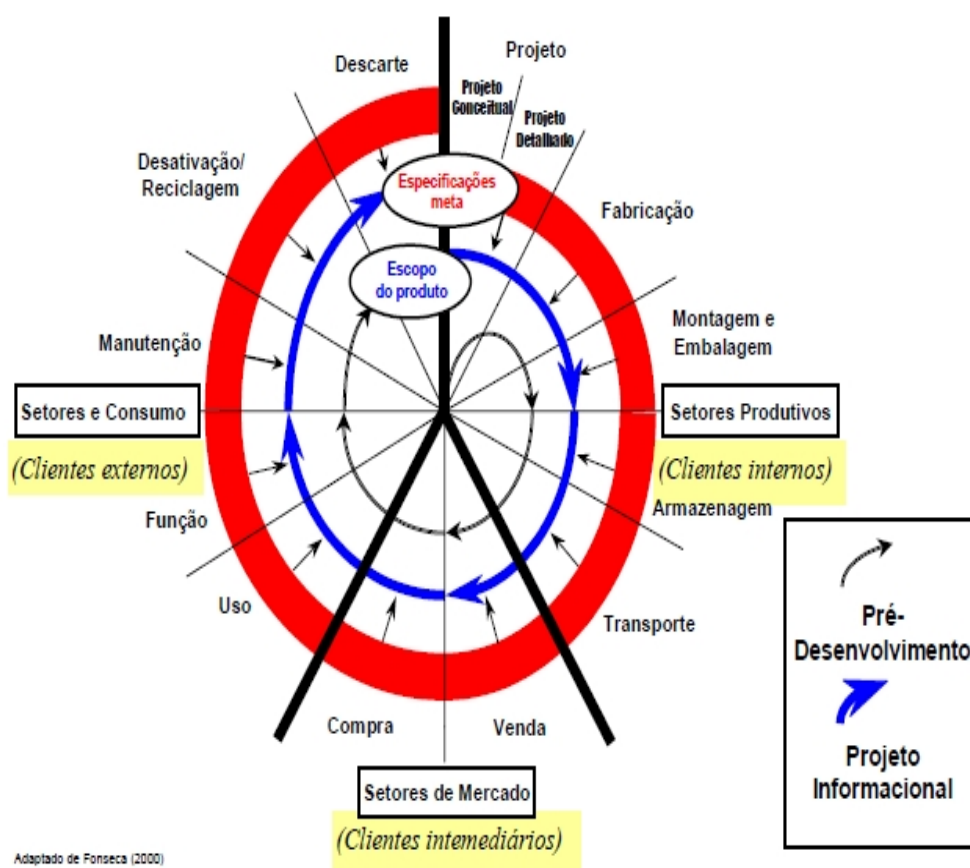 Projeto
Descarte
Projeto
Conceitual
Projeto
Detalhado
Desativação/
Reciclagem
Especificações
meta
Fabricação
Escopo
do produto
Montagem e
Embalagem
Manutenção
Setores e Consumo
Setores Produtivos
(Clientes externos)
(Clientes internos)
Armazenagem
Função
Uso
Transporte
Pré-
Desenvolvimento
Projeto
Informacional
Compra
Venda
Setores de Mercado
(Clientes intemediários)
Adaptado de Fonseca (2000)